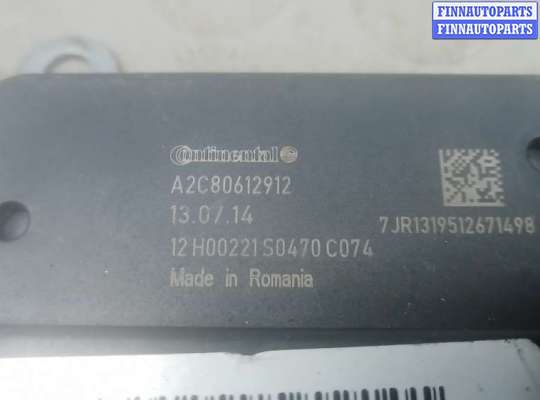 FINNAUTOPARTS
FINNAUTOPARTS
Continental
A2C80612912
13.07.14
7JR1319512671498
12 H00221 S0470 C074
Made in Romania